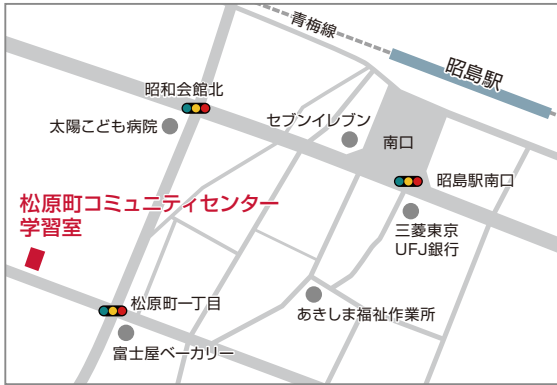 青梅線
昭島駅
昭和会館北
太陽こども病院
セブンイレブン
南口
昭島駅南口
松原町コミュニティセンター
学習室
三菱東京
UFJ銀行
松原町一丁目
あきしま福祉作業所
富士屋ベーカリー